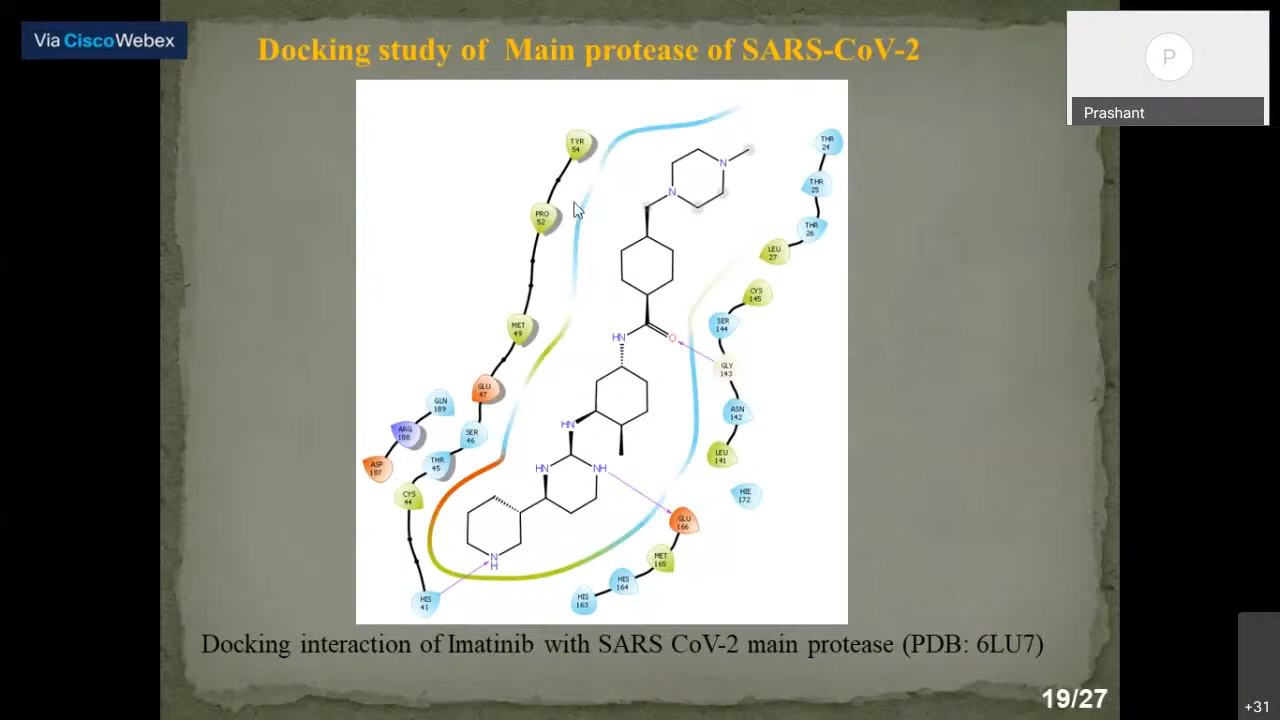 Via Cisco Webex
Docking study of Main protease of SARS-CoV-2
P
Prashant
TYR
54
PRO
52
MET
49
GLU
47
SER
46
THR
45
CYS
44
HIS
41
GLN
189
ARG
188
ASP
187
N
N
HN
O
HN
HN
NH
N
H
THR
24
THR
25
THR
26
LEU
27
CYS
145
SER
144
GLY
143
ASN
142
LEU
141
HIE
172
GLU
166
MET
165
HIS
164
HIS
163
Docking interaction of Imatinib with SARS CoV-2 main protease (PDB: 6LU7)
19/27
+31